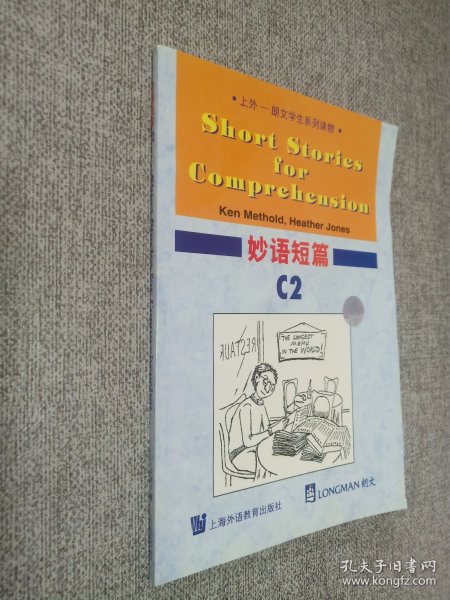 • 上外 — 朗文学生系列读物 •
Short Stories
for
Comprehension
Ken Methold, Heather Jones
妙语短篇
C2
RESTAUR
THE LONGEST
MENU
IN THE WORLD!
上海外语教育出版社
LONGMAN 朗文
孔夫子旧书网
www.kongfz.com